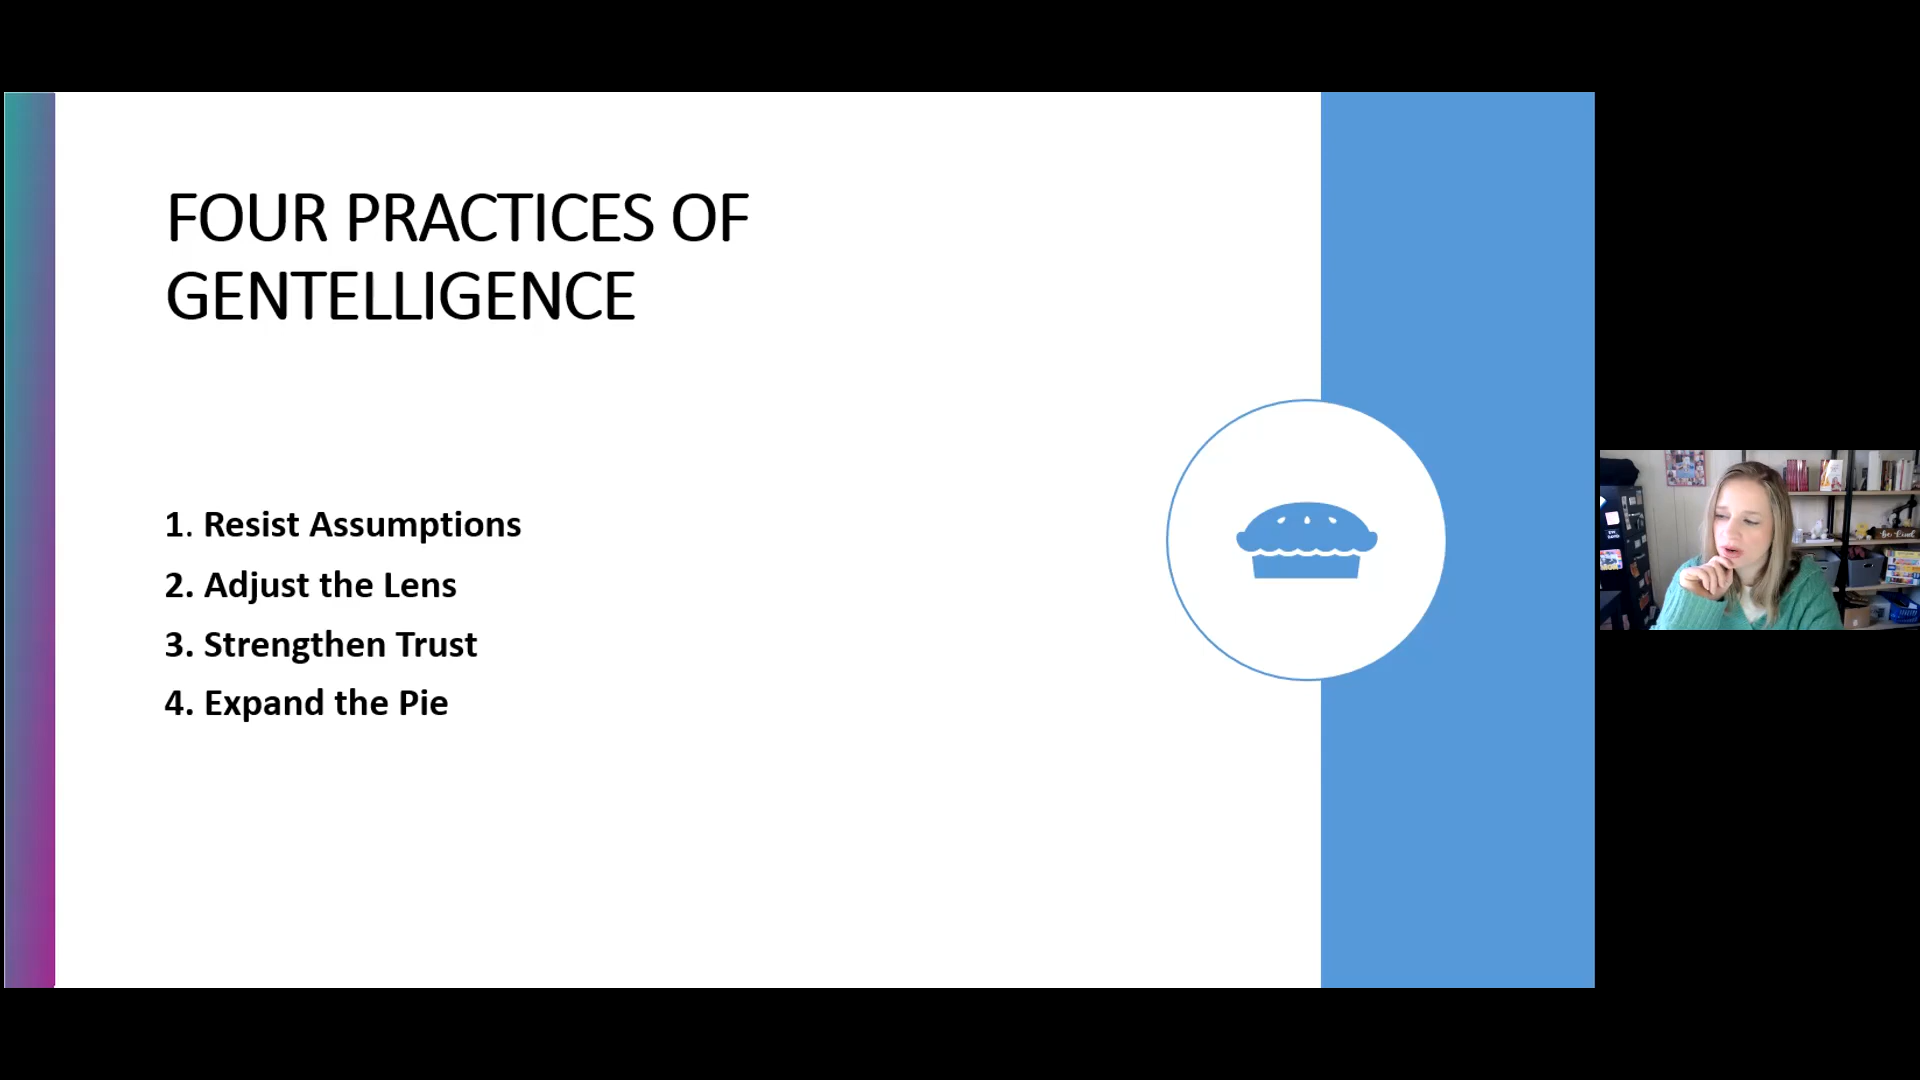 FOUR PRACTICES OF
GENTELLIGENCE
1. Resist Assumptions
2. Adjust the Lens
3. Strengthen Trust
4. Expand the Pie